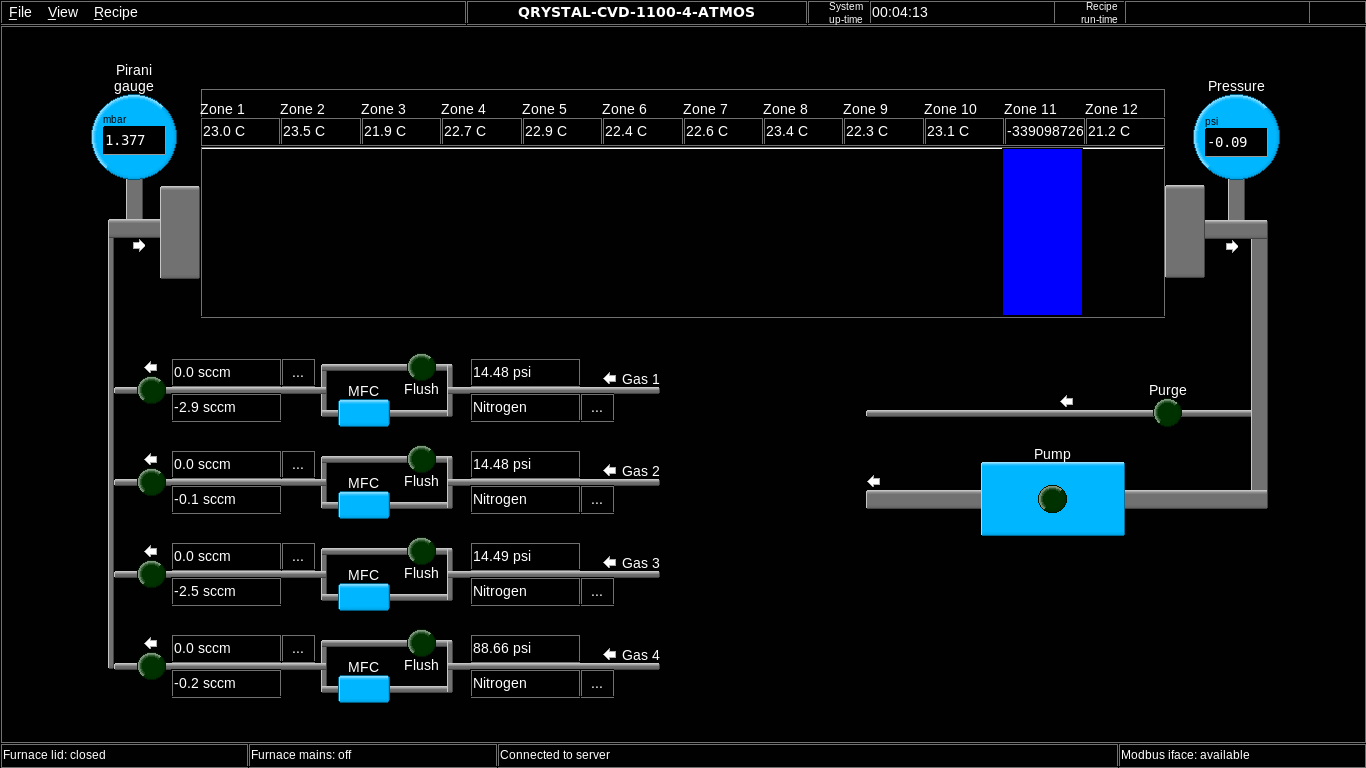 File View Recipe
QRYSTAL-CVD-1100-4-ATMOS
System
up-time
00:04:13
Recipe
run-time
Pirani
gauge
mbar
1.377
Zone 1 Zone 2 Zone 3 Zone 4 Zone 5 Zone 6 Zone 7 Zone 8 Zone 9 Zone 10 Zone 11 Zone 12
23.0 C 23.5 C 21.9 C 22.7 C 22.9 C 22.4 C 22.6 C 23.4 C 22.3 C 23.1 C -339098726 21.2 C
Pressure
psi
-0.09
0.0 sccm ... MFC Flush 14.48 psi Gas 1
-2.9 sccm Nitrogen ...
0.0 sccm ... MFC Flush 14.48 psi Gas 2
-0.1 sccm Nitrogen ...
0.0 sccm ... MFC Flush 14.49 psi Gas 3
-2.5 sccm Nitrogen ...
0.0 sccm ... MFC Flush 88.66 psi Gas 4
-0.2 sccm Nitrogen ...
Purge
Pump
Furnace lid: closed
Furnace mains: off
Connected to server
Modbus iface: available